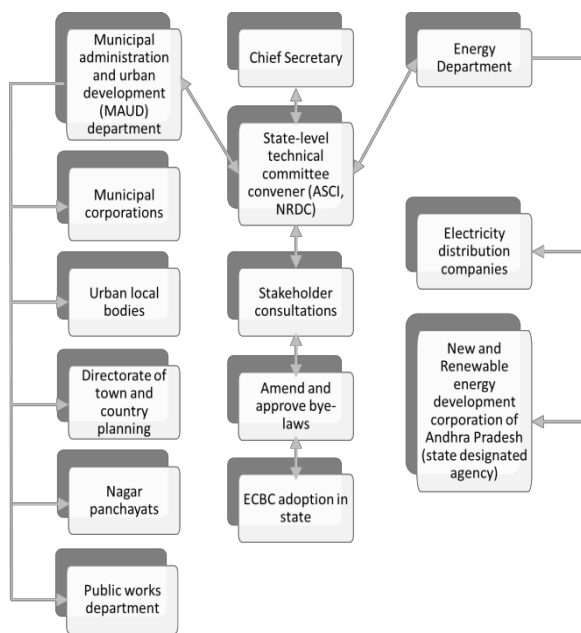 Municipal
administration
and urban
development
(MAUD)
department
Municipal
corporations
Urban local
bodies
Directorate of
town and
country
planning
Nagar
panchayats
Public works
department
Chief Secretary
State-level
technical
committee
convener (ASCI,
NRDC)
Stakeholder
consultations
Amend and
approve bye-
laws
ECBC adoption in
state
Energy
Department
Electricity
distribution
companies
New and
Renewable
energy
development
corporation of
Andhra Pradesh
(state designated
agency)